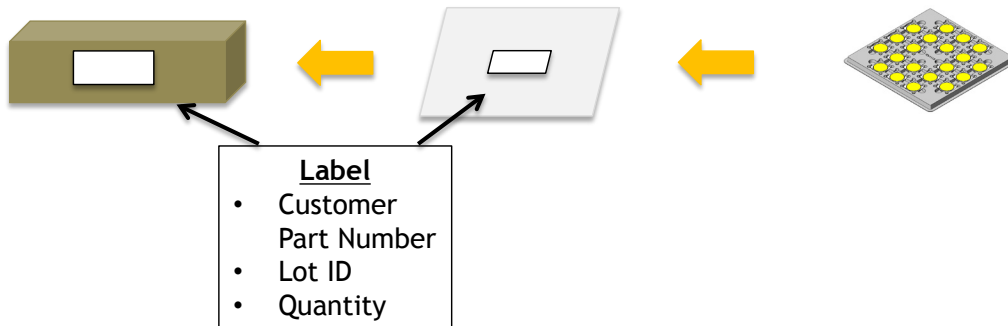 Label
• Customer
Part Number
• Lot ID
• Quantity